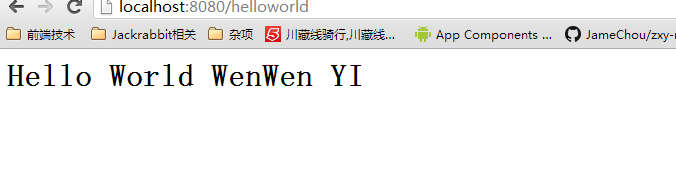 localhost:8080/helloworld
前端技术 Jackrabbit相关 杂项 川藏线骑行,川藏线... App Components ... JameChou/zxy-r
Hello World WenWen YI